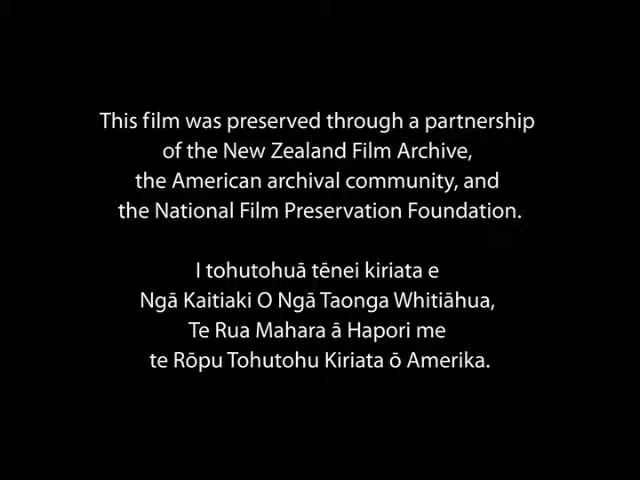 This film was preserved through a partnership
of the New Zealand Film Archive,
the American archival community, and
the National Film Preservation Foundation.
I tohutohuā tēnei kiriata e
Ngā Kaitiaki O Ngā Taonga Whitiāhua,
Te Rua Mahara ā Hapori me
te Rōpu Tohutohu Kiriata ō Amerika.